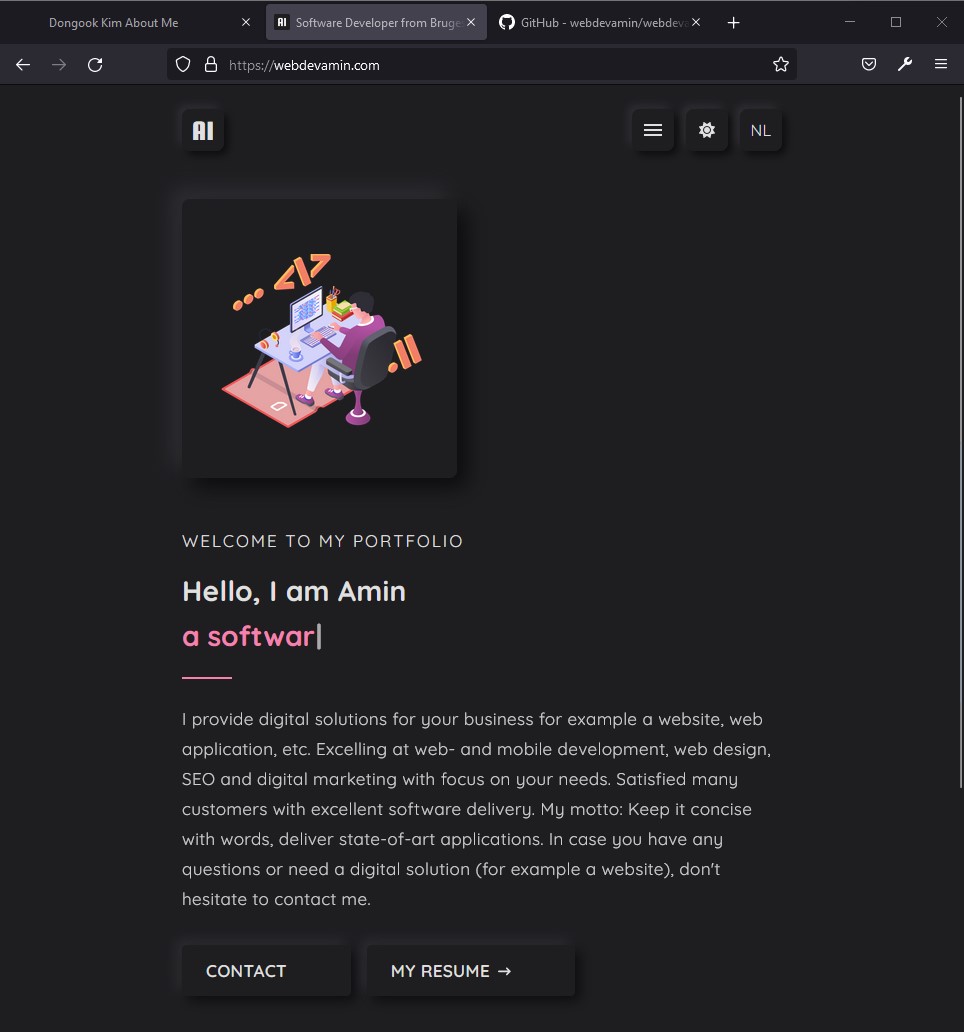 Dongook Kim About Me
Software Developer from Bruge
GitHub - webdevamin/webdeva
https://webdevamin.com
AI
NL
</>
WELCOME TO MY PORTFOLIO
Hello, I am Amin
a softwar|
I provide digital solutions for your business for example a website, web
application, etc. Excelling at web- and mobile development, web design,
SEO and digital marketing with focus on your needs. Satisfied many
customers with excellent software delivery. My motto: Keep it concise
with words, deliver state-of-art applications. In case you have any
questions or need a digital solution (for example a website), don't
hesitate to contact me.
CONTACT
MY RESUME →